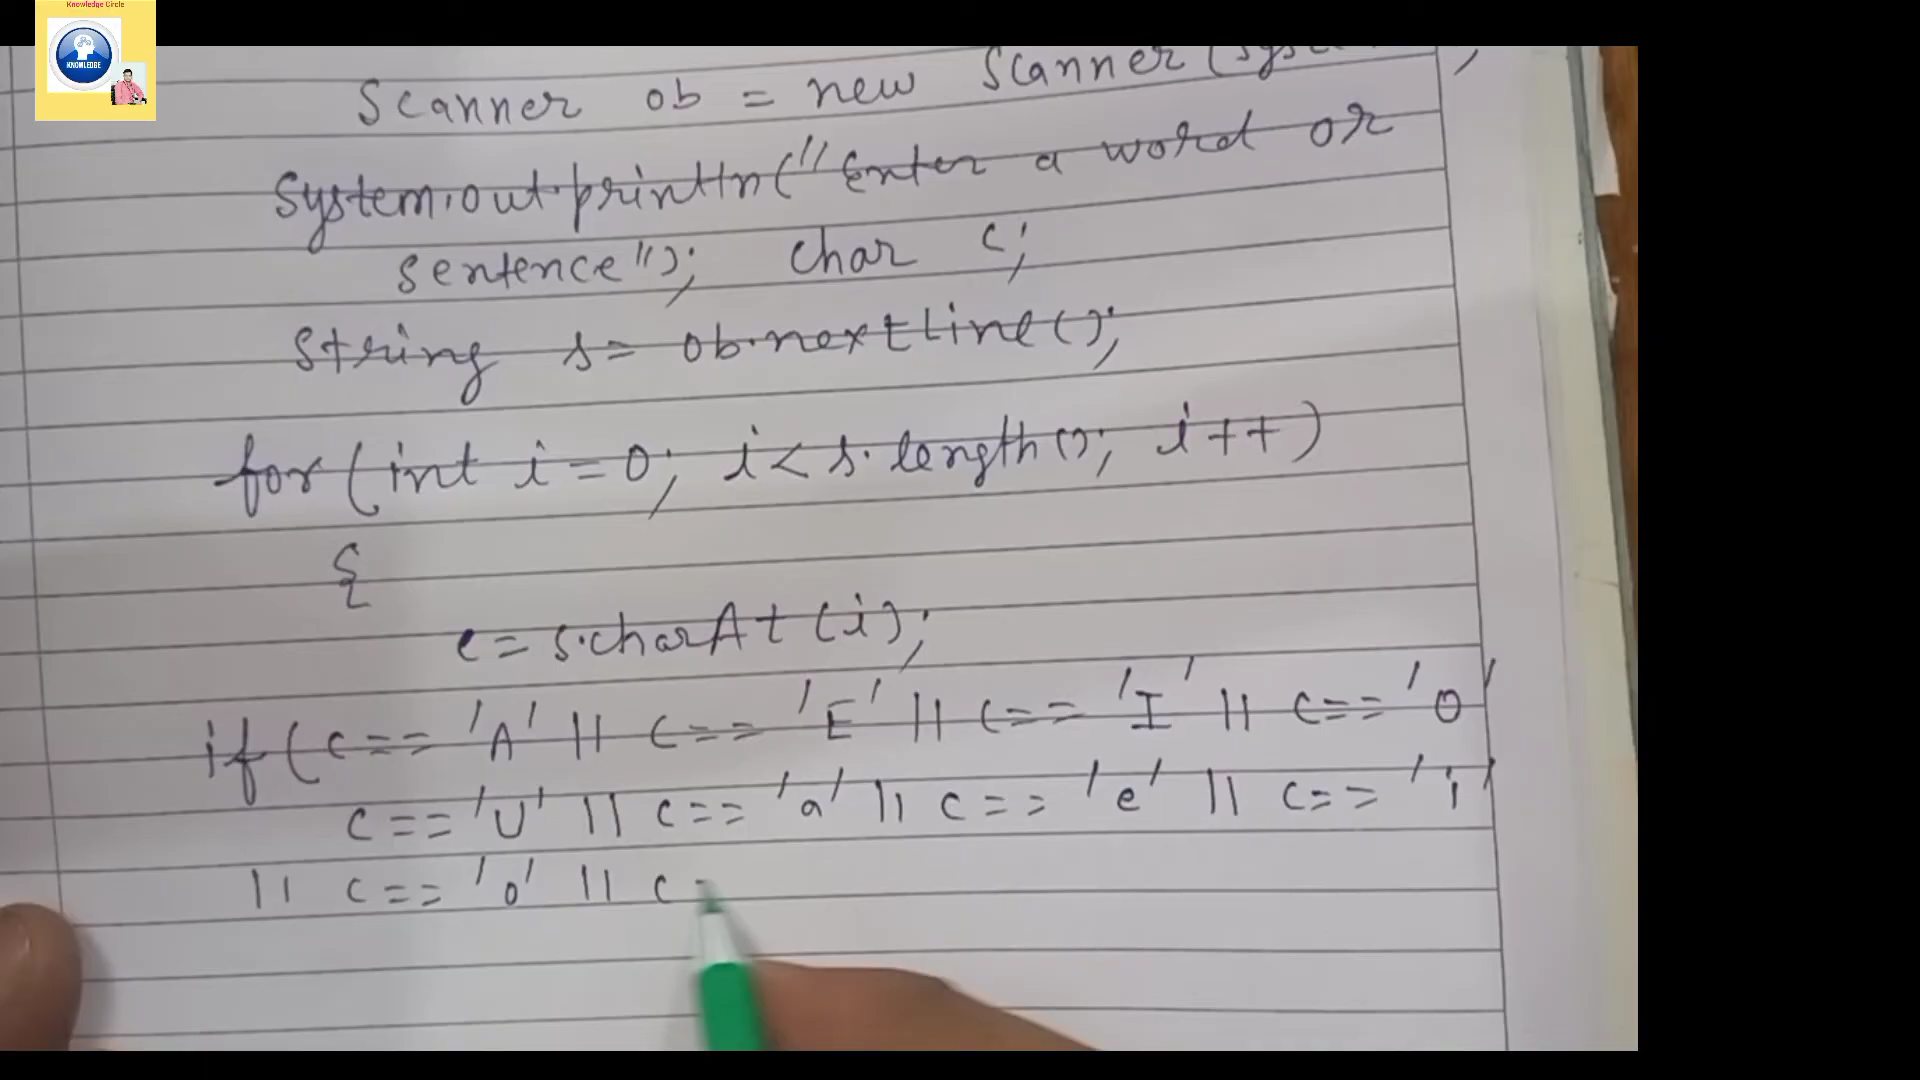 Knowledge Circle
KNOWLEDGE
Scanner ob = new Scanner (Sys
System.out.println("Enter a word or
sentence"); char c;
String s = ob.nextLine();
for (int i = 0; i < s.length(); i++)
{
c = s.charAt (i);
if (c == 'A' || c == 'E' || c == 'I' || c == 'O'
c == 'U' || c == 'a' || c == 'e' || c == 'i'
|| c == 'o' || c =